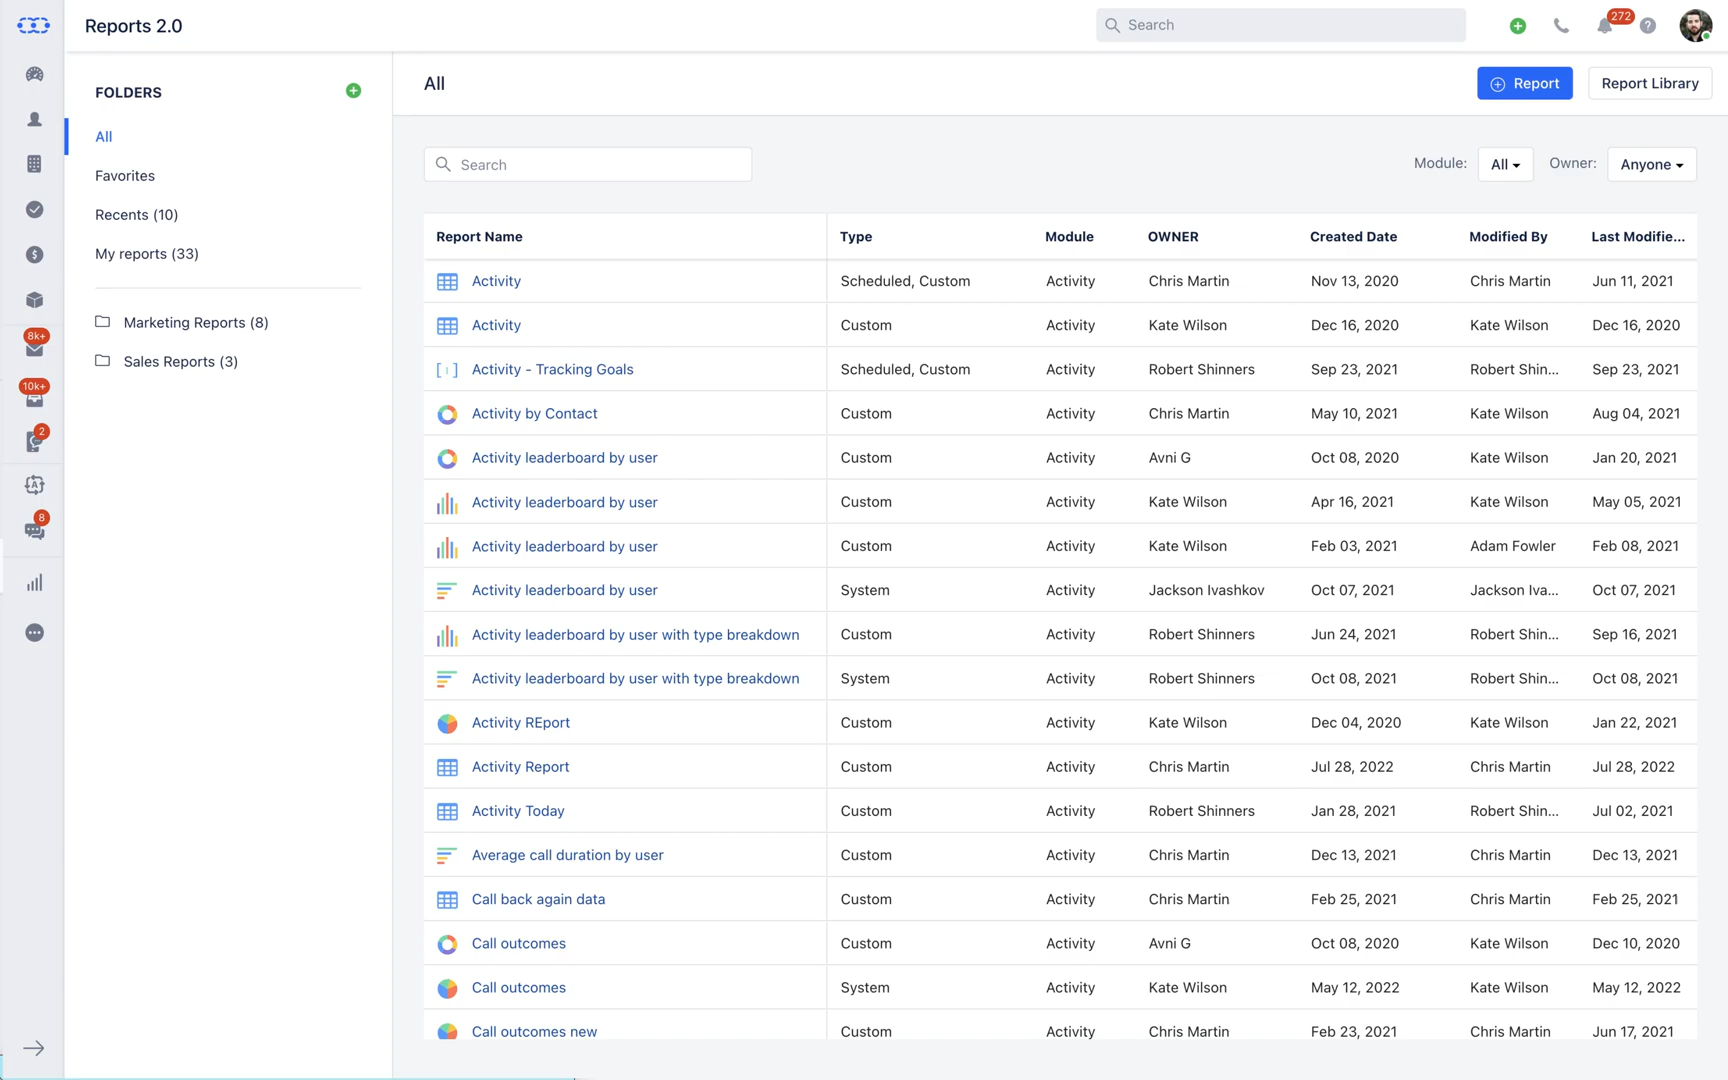 Reports 2.0
Search
272
?
FOLDERS
All
Favorites
Recents (10)
My reports (33)
Marketing Reports (8)
Sales Reports (3)
8k+
10k+
2
8
All
Report
Report Library
Search
Module: All
Owner: Anyone
Report Name Type Module OWNER Created Date Modified By Last Modifie...
Activity Scheduled, Custom Activity Chris Martin Nov 13, 2020 Chris Martin Jun 11, 2021
Activity Custom Activity Kate Wilson Dec 16, 2020 Kate Wilson Dec 16, 2020
Activity - Tracking Goals Scheduled, Custom Activity Robert Shinners Sep 23, 2021 Robert Shin... Sep 23, 2021
Activity by Contact Custom Activity Chris Martin May 10, 2021 Kate Wilson Aug 04, 2021
Activity leaderboard by user Custom Activity Avni G Oct 08, 2020 Kate Wilson Jan 20, 2021
Activity leaderboard by user Custom Activity Kate Wilson Apr 16, 2021 Kate Wilson May 05, 2021
Activity leaderboard by user Custom Activity Kate Wilson Feb 03, 2021 Adam Fowler Feb 08, 2021
Activity leaderboard by user System Activity Jackson Ivashkov Oct 07, 2021 Jackson Iva... Oct 07, 2021
Activity leaderboard by user with type breakdown Custom Activity Robert Shinners Jun 24, 2021 Robert Shin... Sep 16, 2021
Activity leaderboard by user with type breakdown System Activity Robert Shinners Oct 08, 2021 Robert Shin... Oct 08, 2021
Activity REport Custom Activity Kate Wilson Dec 04, 2020 Kate Wilson Jan 22, 2021
Activity Report Custom Activity Chris Martin Jul 28, 2022 Chris Martin Jul 28, 2022
Activity Today Custom Activity Robert Shinners Jan 28, 2021 Robert Shin... Jul 02, 2021
Average call duration by user Custom Activity Chris Martin Dec 13, 2021 Chris Martin Dec 13, 2021
Call back again data Custom Activity Chris Martin Feb 25, 2021 Chris Martin Feb 25, 2021
Call outcomes Custom Activity Avni G Oct 08, 2020 Kate Wilson Dec 10, 2020
Call outcomes System Activity Kate Wilson May 12, 2022 Kate Wilson May 12, 2022
Call outcomes new Custom Activity Chris Martin Feb 23, 2021 Chris Martin Jun 17, 2021